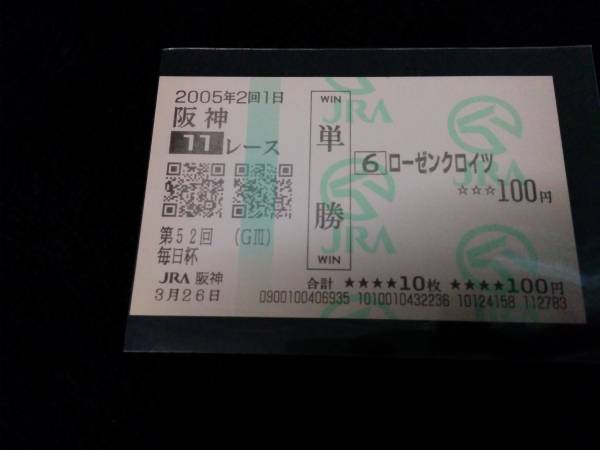 2005年2回1日
阪神
11レース
第52回 (GIII)
毎日杯
JRA 阪神
3月26日
WIN
単勝
WIN
6 ローゼンクロイツ
☆☆☆100円
合計 ★★★★10枚 ★★★★100円
0900100406935 1010010432236 10124158 112783
JRA
JRA
JRA
JRA